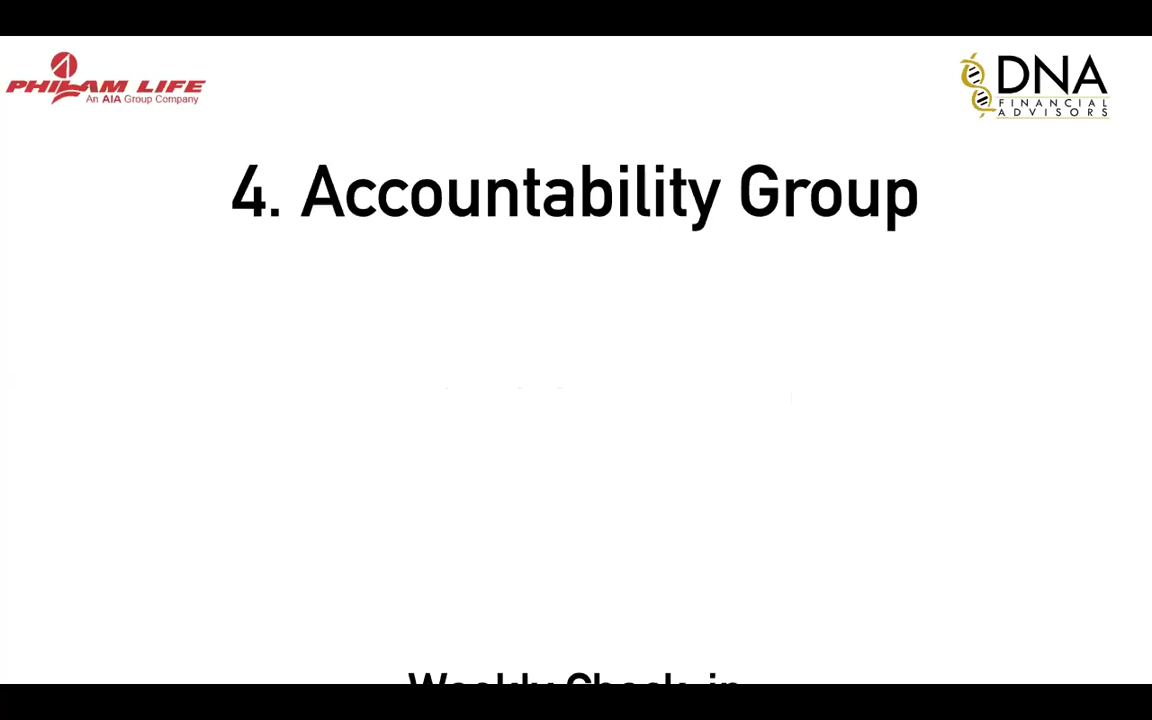 PHILAM LIFE
An AIA Group Company
DNA
FINANCIAL
ADVISORS
4. Accountability Group
Weekly Check-in